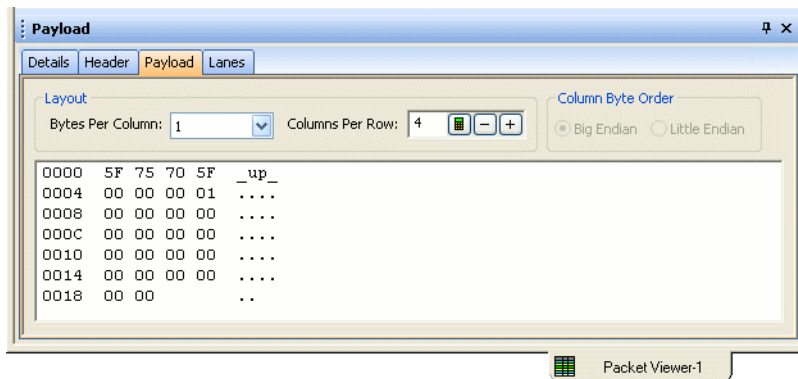 Payload
Details Header Payload Lanes
Layout
Column Byte Order
Bytes Per Column: 1 Columns Per Row: 4 - +
Big Endian Little Endian
0000 5F 75 70 5F _up_
0004 00 00 00 01 ....
0008 00 00 00 00 ....
000C 00 00 00 00 ....
0010 00 00 00 00 ....
0014 00 00 00 00 ....
0018 00 00 ..
Packet Viewer-1